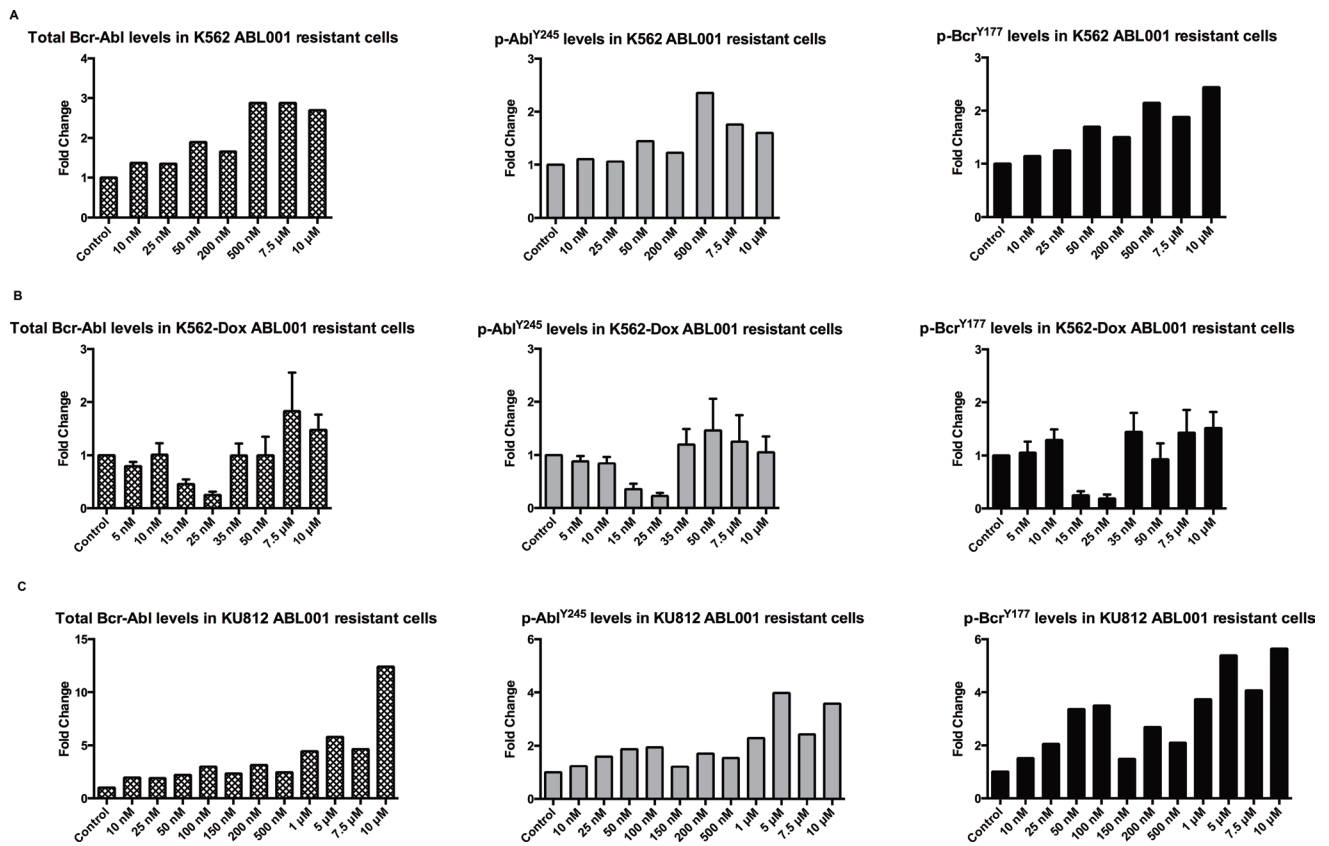 A
Total Bcr-Abl levels in K562 ABL001 resistant cells
Fold Change
4
3
2
1
0
Control
10 nM
25 nM
50 nM
200 nM
500 nM
7.5 µM
10 µM
p-Abl^Y245 levels in K562 ABL001 resistant cells
Fold Change
3
2
1
0
Control
10 nM
25 nM
50 nM
200 nM
500 nM
7.5 µM
10 µM
p-Bcr^Y177 levels in K562 ABL001 resistant cells
Fold Change
3
2
1
0
Control
10 nM
25 nM
50 nM
200 nM
500 nM
7.5 µM
10 µM
B
Total Bcr-Abl levels in K562-Dox ABL001 resistant cells
Fold Change
3
2
1
0
Control
5 nM
10 nM
15 nM
25 nM
35 nM
50 nM
7.5 µM
10 µM
p-Abl^Y245 levels in K562-Dox ABL001 resistant cells
Fold Change
3
2
1
0
Control
5 nM
10 nM
15 nM
25 nM
35 nM
50 nM
7.5 µM
10 µM
p-Bcr^Y177 levels in K562-Dox ABL001 resistant cells
Fold Change
3
2
1
0
Control
5 nM
10 nM
15 nM
25 nM
35 nM
50 nM
7.5 µM
10 µM
C
Total Bcr-Abl levels in KU812 ABL001 resistant cells
Fold Change
15
10
5
0
Control
10 nM
25 nM
50 nM
100 nM
150 nM
200 nM
500 nM
1 µM
5 µM
7.5 µM
10 µM
p-Abl^Y245 levels in KU812 ABL001 resistant cells
Fold Change
6
4
2
0
Control
10 nM
25 nM
50 nM
100 nM
150 nM
200 nM
500 nM
1 µM
5 µM
7.5 µM
10 µM
p-Bcr^Y177 levels in KU812 ABL001 resistant cells
Fold Change
6
4
2
0
Control
10 nM
25 nM
50 nM
100 nM
150 nM
200 nM
500 nM
1 µM
5 µM
7.5 µM
10 µM